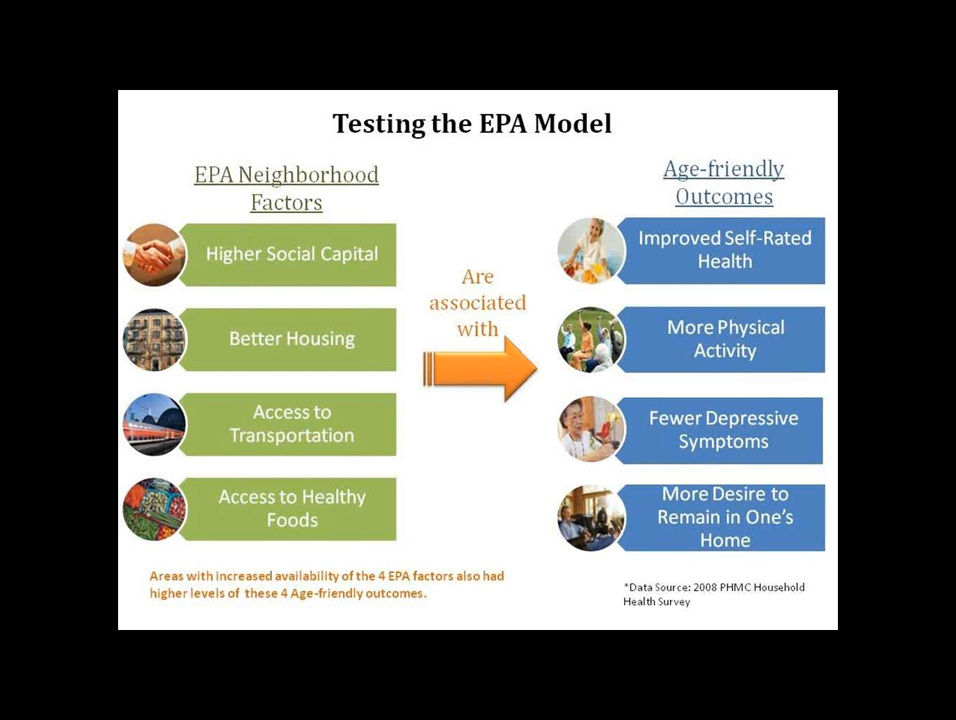 Testing the EPA Model
EPA Neighborhood
Factors
Higher Social Capital
Better Housing
Access to
Transportation
Access to Healthy
Foods
Are
associated
with
Age-friendly
Outcomes
Improved Self-Rated
Health
More Physical
Activity
Fewer Depressive
Symptoms
More Desire to
Remain in One's
Home
Areas with increased availability of the 4 EPA factors also had
higher levels of these 4 Age-friendly outcomes.
*Data Source: 2008 PHMC Household
Health Survey